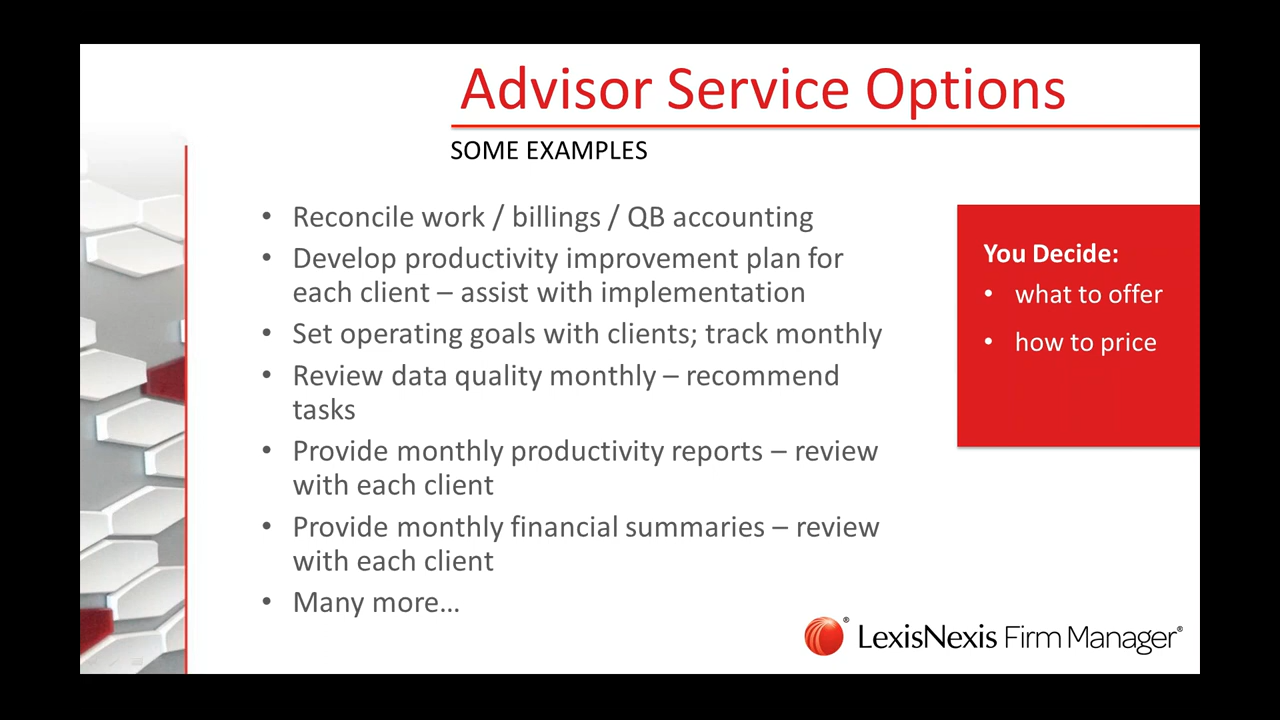 Advisor Service Options
SOME EXAMPLES
• Reconcile work / billings / QB accounting
• Develop productivity improvement plan for
each client – assist with implementation
• Set operating goals with clients; track monthly
• Review data quality monthly – recommend
tasks
• Provide monthly productivity reports – review
with each client
• Provide monthly financial summaries – review
with each client
• Many more…
You Decide:
• what to offer
• how to price
® LexisNexis Firm Manager®